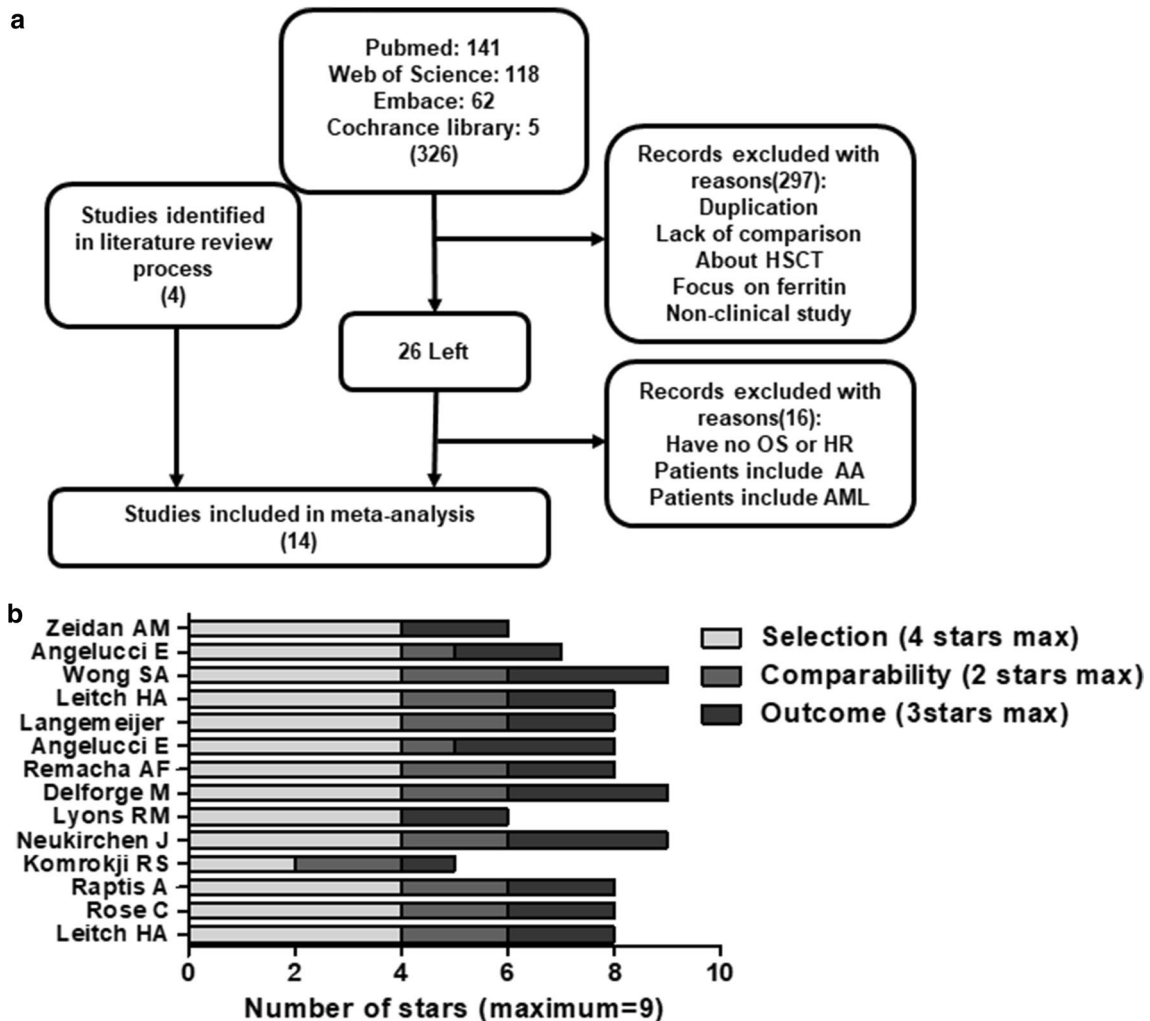 a
Pubmed: 141
Web of Science: 118
Embace: 62
Cochrance library: 5
(326)
Studies identified
in literature review
process
(4)
Records excluded with
reasons(297):
Duplication
Lack of comparison
About HSCT
Focus on ferritin
Non-clinical study
26 Left
Records excluded with
reasons(16):
Have no OS or HR
Patients include AA
Patients include AML
Studies included in meta-analysis
(14)
b
Zeidan AM
Angelucci E
Wong SA
Leitch HA
Langemeijer
Angelucci E
Remacha AF
Delforge M
Lyons RM
Neukirchen J
Komrokji RS
Raptis A
Rose C
Leitch HA
0 2 4 6 8 10
Number of stars (maximum=9)
Selection (4 stars max)
Comparability (2 stars max)
Outcome (3stars max)